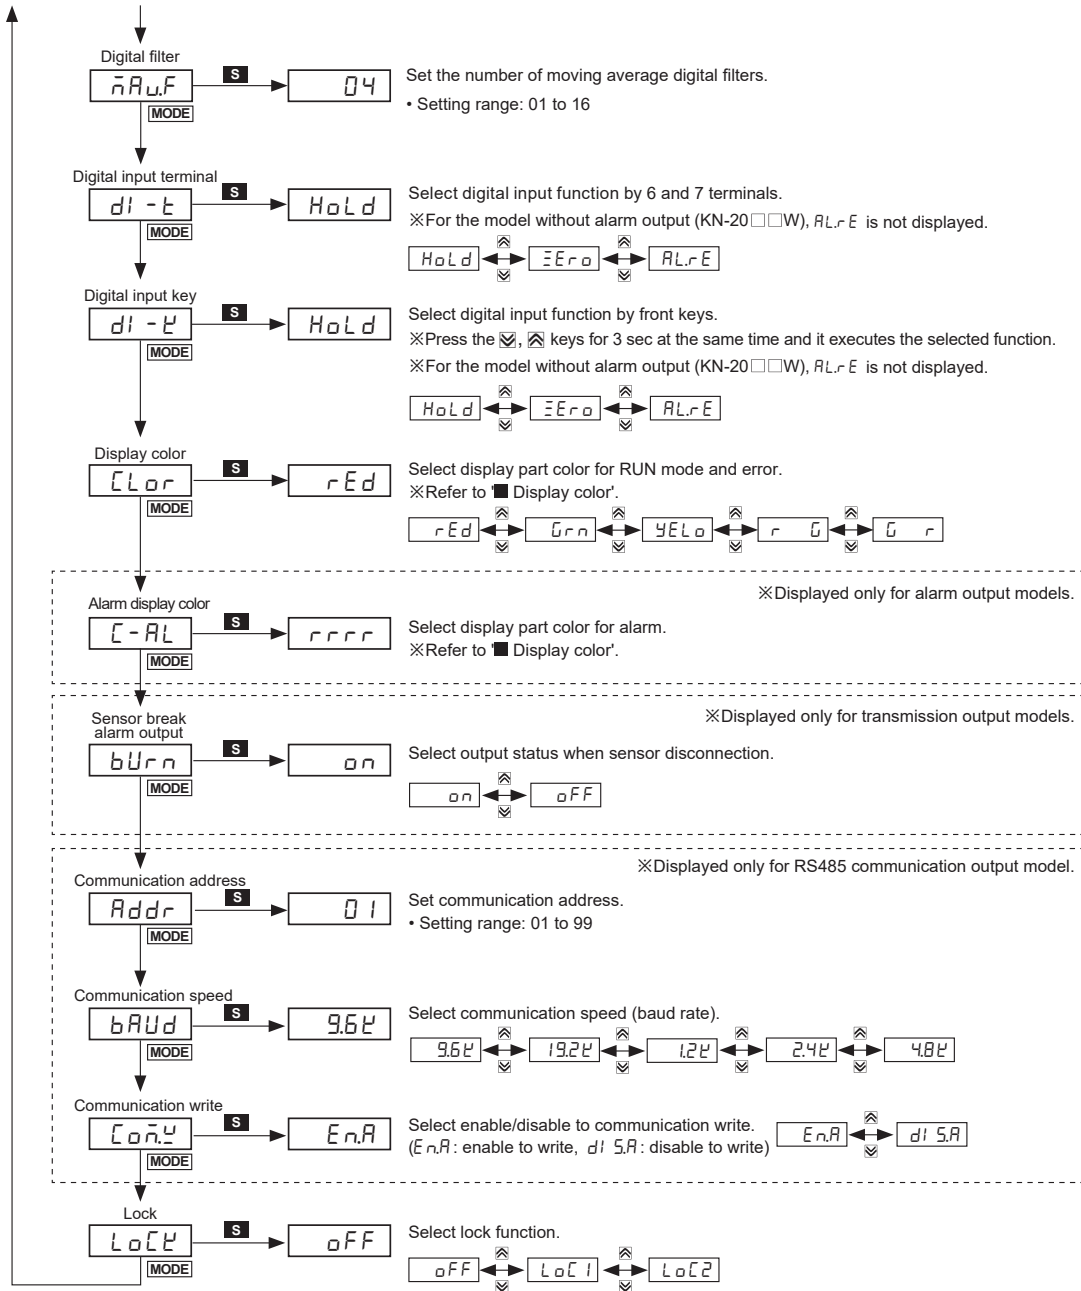 Digital filter
mAv.F S 04 Set the number of moving average digital filters.
MODE • Setting range: 01 to 16
Digital input terminal
dI-t S HoLd Select digital input function by 6 and 7 terminals.
MODE ※For the model without alarm output (KN-20□□W), AL.rE is not displayed.
HoLd ZEro AL.rE
Digital input key
dI-K S HoLd Select digital input function by front keys.
MODE ※Press the , keys for 3 sec at the same time and it executes the selected function.
※For the model without alarm output (KN-20□□W), AL.rE is not displayed.
HoLd ZEro AL.rE
Display color
CLor S rEd Select display part color for RUN mode and error.
MODE ※Refer to '■ Display color'.
rEd Grn YELo r G G r
※Displayed only for alarm output models.
Alarm display color
C-AL S rrrr Select display part color for alarm.
MODE ※Refer to '■ Display color'.
※Displayed only for transmission output models.
Sensor break
alarm output
bUrn S on Select output status when sensor disconnection.
MODE
on oFF
※Displayed only for RS485 communication output model.
Communication address
Addr S 01 Set communication address.
MODE • Setting range: 01 to 99
Communication speed
bAUd S 9.6K Select communication speed (baud rate).
MODE
9.6K 19.2K 1.2K 2.4K 4.8K
Communication write
Com.W S En.A Select enable/disable to communication write. En.A dIS.A
MODE (En.A: enable to write, dIS.A: disable to write)
Lock
LoCK S oFF Select lock function.
MODE
oFF LoC1 LoC2